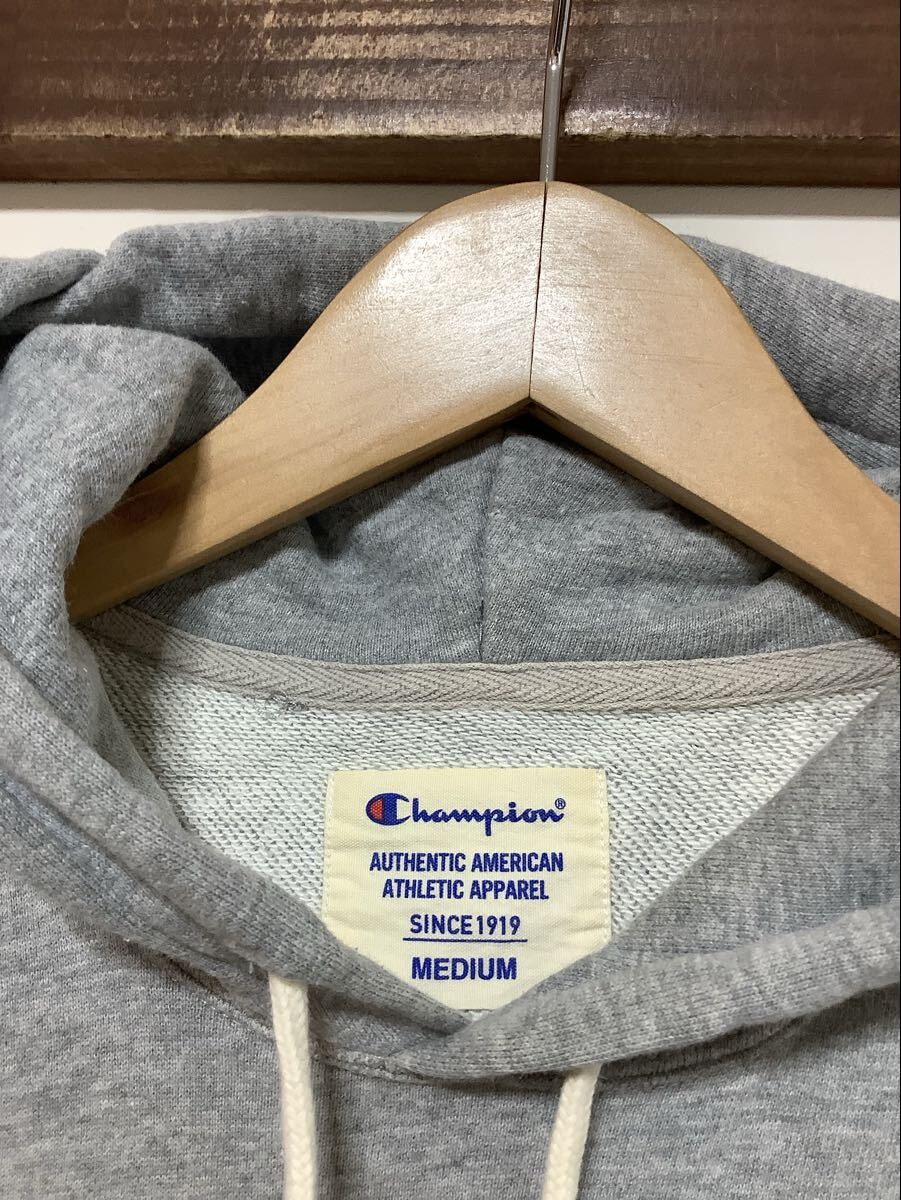 Champion®
AUTHENTIC AMERICAN
ATHLETIC APPAREL
SINCE1919
MEDIUM